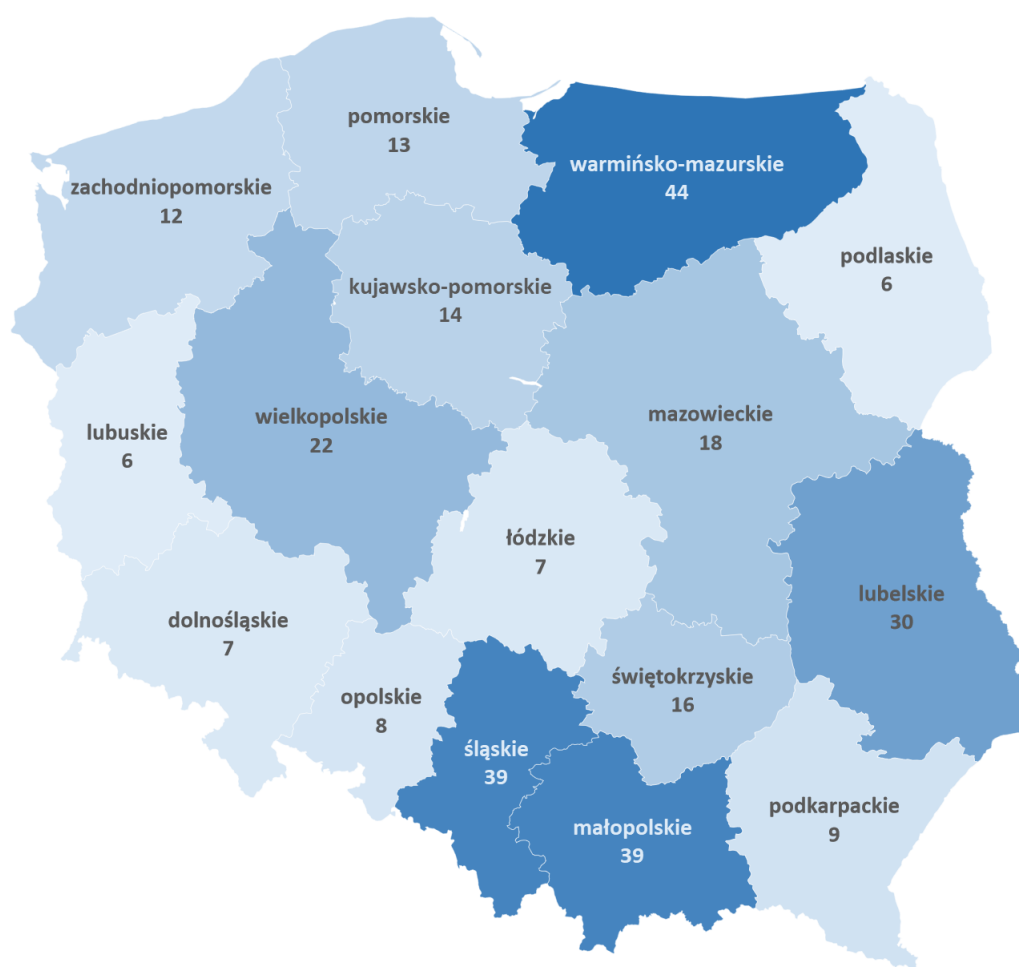 pomorskie
13
warmińsko-mazurskie
44
zachodniopomorskie
12
podlaskie
6
kujawsko-pomorskie
14
wielkopolskie
22
mazowieckie
18
lubuskie
6
łódzkie
7
lubelskie
30
dolnośląskie
7
świętokrzyskie
16
opolskie
8
śląskie
39
podkarpackie
9
małopolskie
39